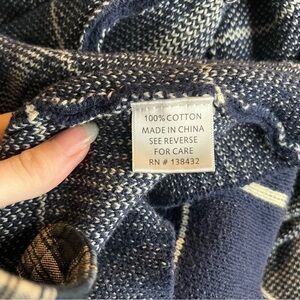 100% COTTON
MADE IN CHINA
SEE REVERSE
FOR CARE
RN # 138432